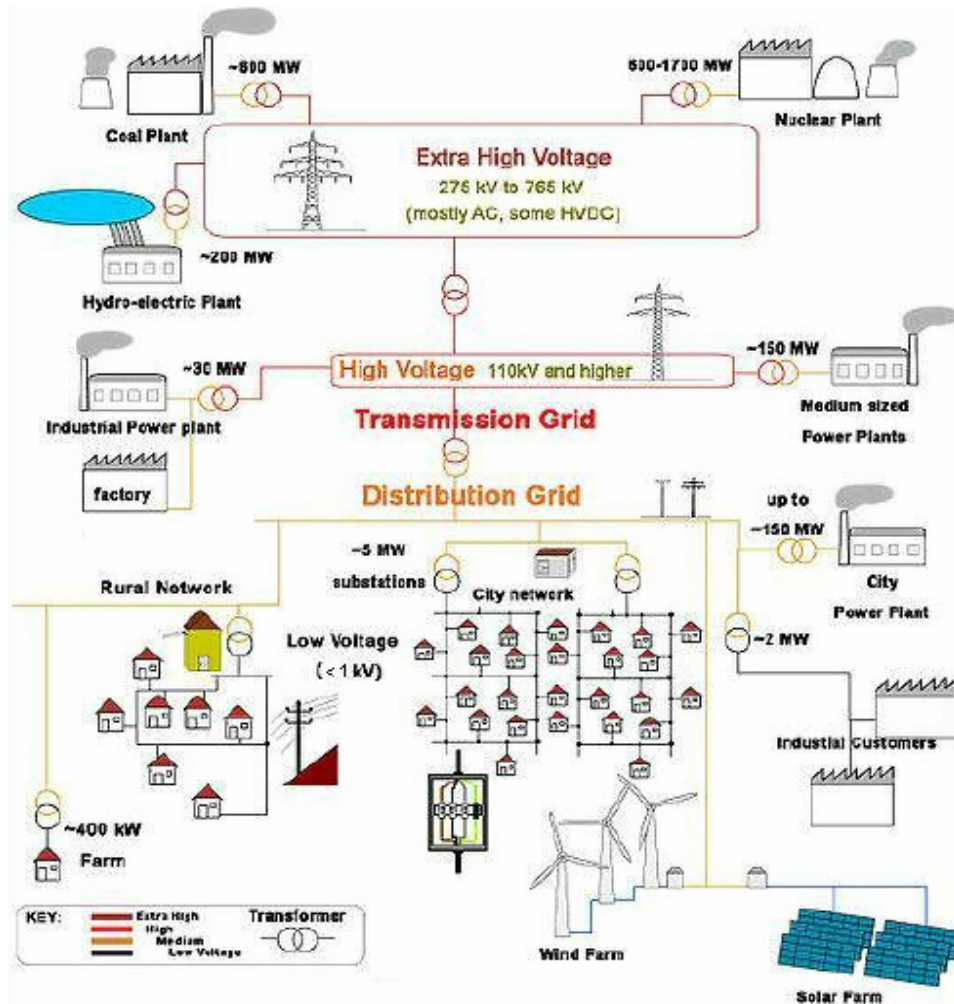 ~600 MW
Coal Plant
600-1700 MW
Nuclear Plant
Extra High Voltage
275 kV to 765 kV
(mostly AC, some HVDC)
~200 MW
Hydro-electric Plant
~30 MW
Industrial Power plant
factory
High Voltage 110kV and higher
~150 MW
Medium sized
Power Plants
Transmission Grid
Distribution Grid
up to
~150 MW
City
Power Plant
~5 MW
substations
Rural Network
City network
Low Voltage
(< 1 kV)
~2 MW
Industial Customers
~400 kW
Farm
Wind Farm
Solar Farm
KEY:
Extra High
High
Medium
Low Voltage
Transformer